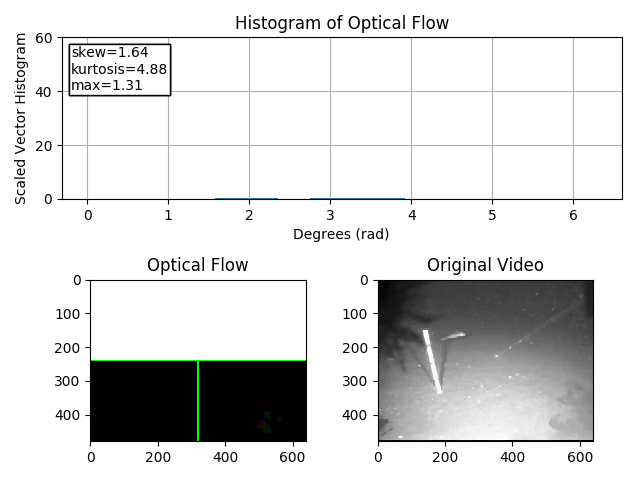 Histogram of Optical Flow
60
40
20
0
skew=1.64
kurtosis=4.88
max=1.31
Scaled Vector Histogram
0 1 2 3 4 5 6
Degrees (rad)
Optical Flow
0
100
200
300
400
0 200 400 600
Original Video
0
100
200
300
400
0 200 400 600